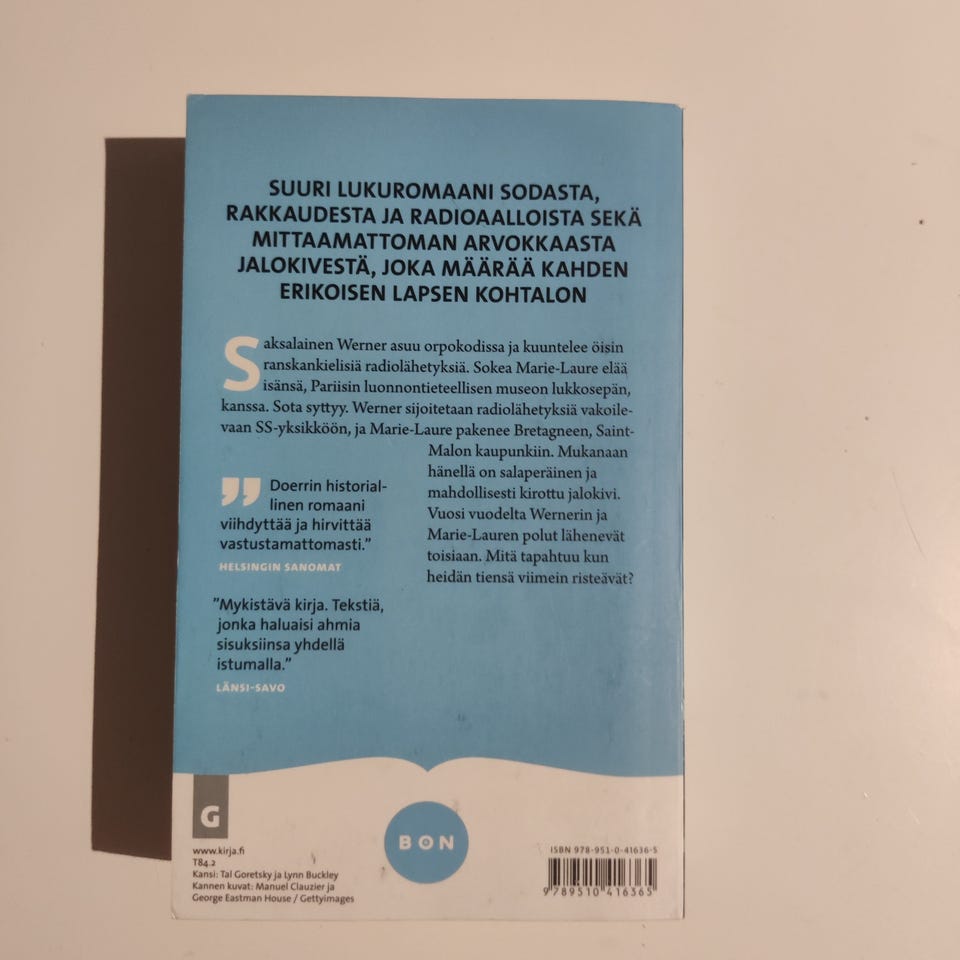 SUURI LUKUROMAANI SODASTA,
RAKKAUDESTA JA RADIOAALLOISTA SEKÄ
MITTAAMATTOMAN ARVOKKAASTA
JALOKIVESTÄ, JOKA MÄÄRÄÄ KAHDEN
ERIKOISEN LAPSEN KOHTALON
Saksalainen Werner asuu orpokodissa ja kuuntelee öisin
ranskankielisiä radiolähetyksiä. Sokea Marie-Laure elää
isänsä, Pariisin luonnontieteellisen museon lukkosepän,
kanssa. Sota syttyy. Werner sijoitetaan radiolähetyksiä vakoile-
vaan SS-yksikköön, ja Marie-Laure pakenee Bretagneen, Saint-
Malon kaupunkiin. Mukanaan
hänellä on salaperäinen ja
mahdollisesti kirottu jalokivi.
Vuosi vuodelta Wernerin ja
Marie-Lauren polut lähenevät
toisiaan. Mitä tapahtuu kun
heidän tiensä viimein risteävät?
” Doerrin historial-
linen romaani
viihdyttää ja hirvittää
vastustamattomasti.”
HELSINGIN SANOMAT
”Mykistävä kirja. Tekstiä,
jonka haluaisi ahmia
sisuksiinsa yhdellä
istumalla.”
LÄNSI-SAVO
G
www.kirja.fi
T84.2
Kansi: Tal Goretsky ja Lynn Buckley
Kannen kuvat: Manuel Clauzier ja
George Eastman House / Gettyimages
BON
ISBN 978-951-0-41636-5
9 789510 416365